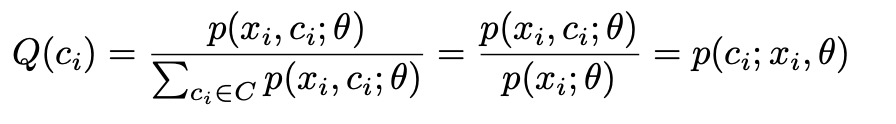 Q(c_i) = \frac{p(x_i, c_i; \theta)}{\sum_{c_i \in C} p(x_i, c_i; \theta)} = \frac{p(x_i, c_i; \theta)}{p(x_i; \theta)} = p(c_i; x_i, \theta)